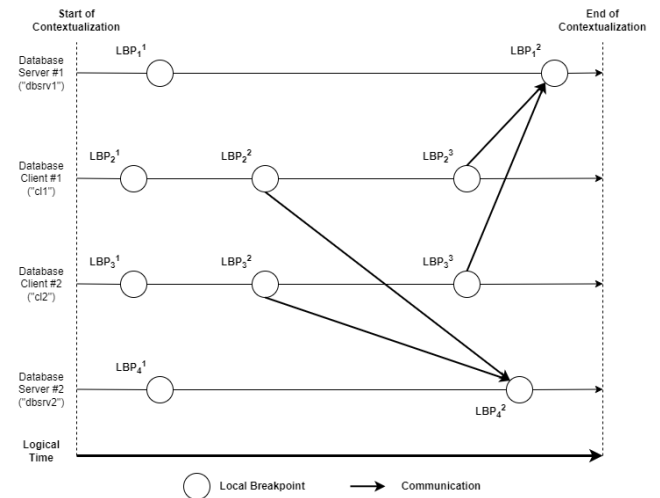 Start of
Contextualization
End of
Contextualization
Database
Server #1
("dbsrv1")
LBP₁¹
LBP₁²
Database
Client #1
("cl1")
LBP₂¹
LBP₂²
LBP₂³
Database
Client #2
("cl2")
LBP₃¹
LBP₃²
LBP₃³
Database
Server #2
("dbsrv2")
LBP₄¹
LBP₄²
Logical
Time
Local Breakpoint
Communication